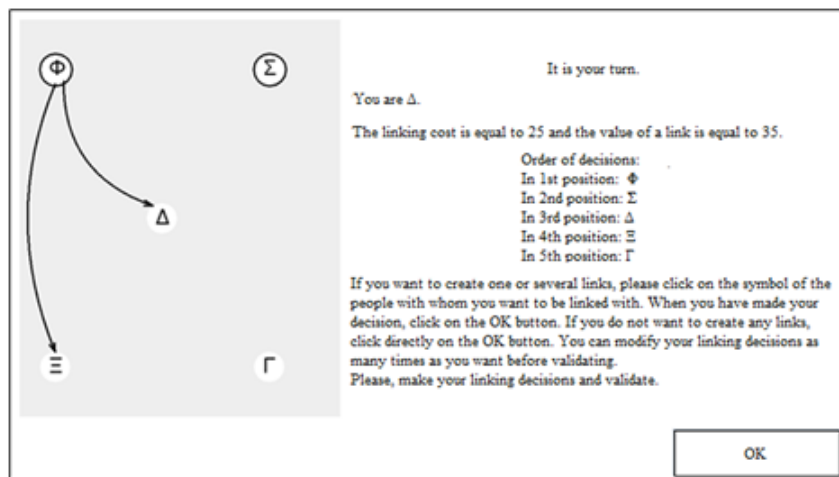 Φ Σ
Δ
Ξ Γ
It is your turn.
You are Δ.
The linking cost is equal to 25 and the value of a link is equal to 35.
Order of decisions:
In 1st position: Φ
In 2nd position: Σ
In 3rd position: Δ
In 4th position: Ξ
In 5th position: Γ
If you want to create one or several links, please click on the symbol of the
people with whom you want to be linked with. When you have made your
decision, click on the OK button. If you do not want to create any links,
click directly on the OK button. You can modify your linking decisions as
many times as you want before validating.
Please, make your linking decisions and validate.
OK